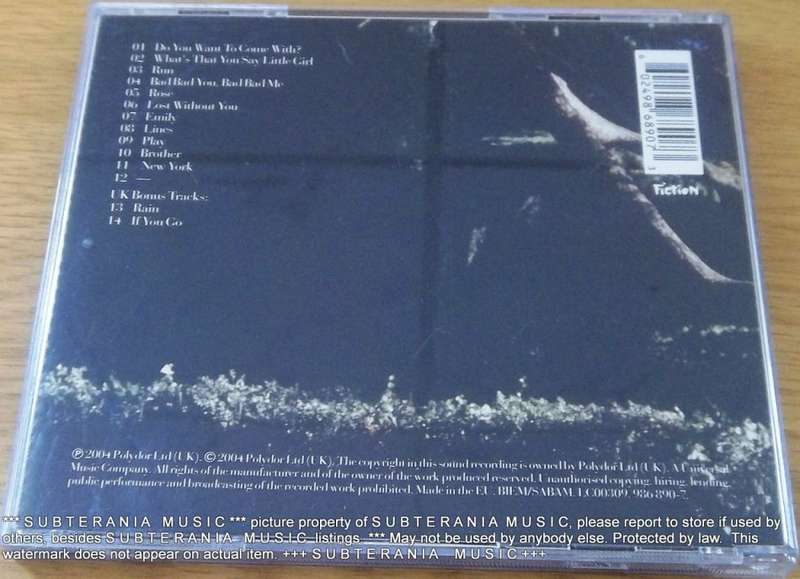 01 Do You Want To Come With?
02 What's That You Say Little Girl
03 Run
04 Bad Bad You, Bad Bad Me
05 Rose
06 Lost Without You
07 Emily
08 Lines
09 Play
10 Brother
11 New York
12 —
UK Bonus Tracks:
13 Rain
14 If You Go
6 02498 68907 3
FICTION
℗ 2004 Polydor Ltd (UK). © 2004 Polydor Ltd (UK). The copyright in this sound recording is owned by Polydor Ltd (UK). A Universal
Music Company. All rights of the manufacturer and of the owner of the work produced reserved. Unauthorised copying, hiring, lending,
public performance and broadcasting of the recorded work prohibited. Made in the EU. BIEM/SABAM. LC00309. 986 890-7.
*** S U B T E R A N I A M U S I C *** picture property of S U B T E R A N I A M U S I C, please report to store if used by
others, besides S U B T E R A N I A M U S I C listings. *** May not be used by anybody else. Protected by law. This
watermark does not appear on actual item. +++ S U B T E R A N I A M U S I C +++